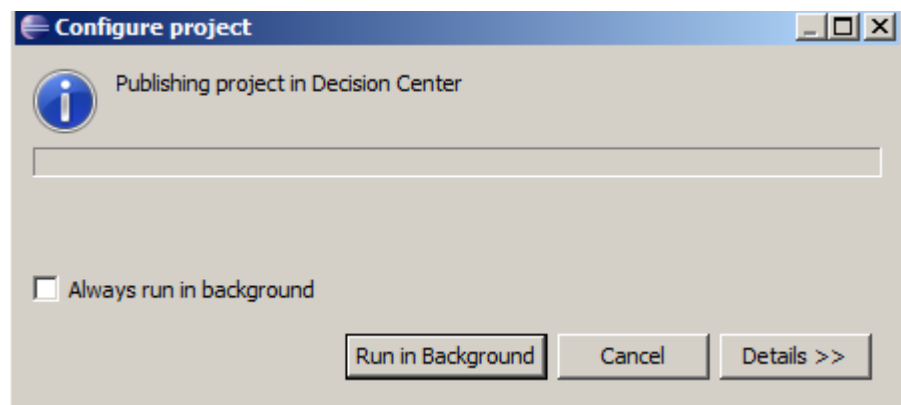 Configure project
Publishing project in Decision Center
Always run in background
Run in Background Cancel Details >>